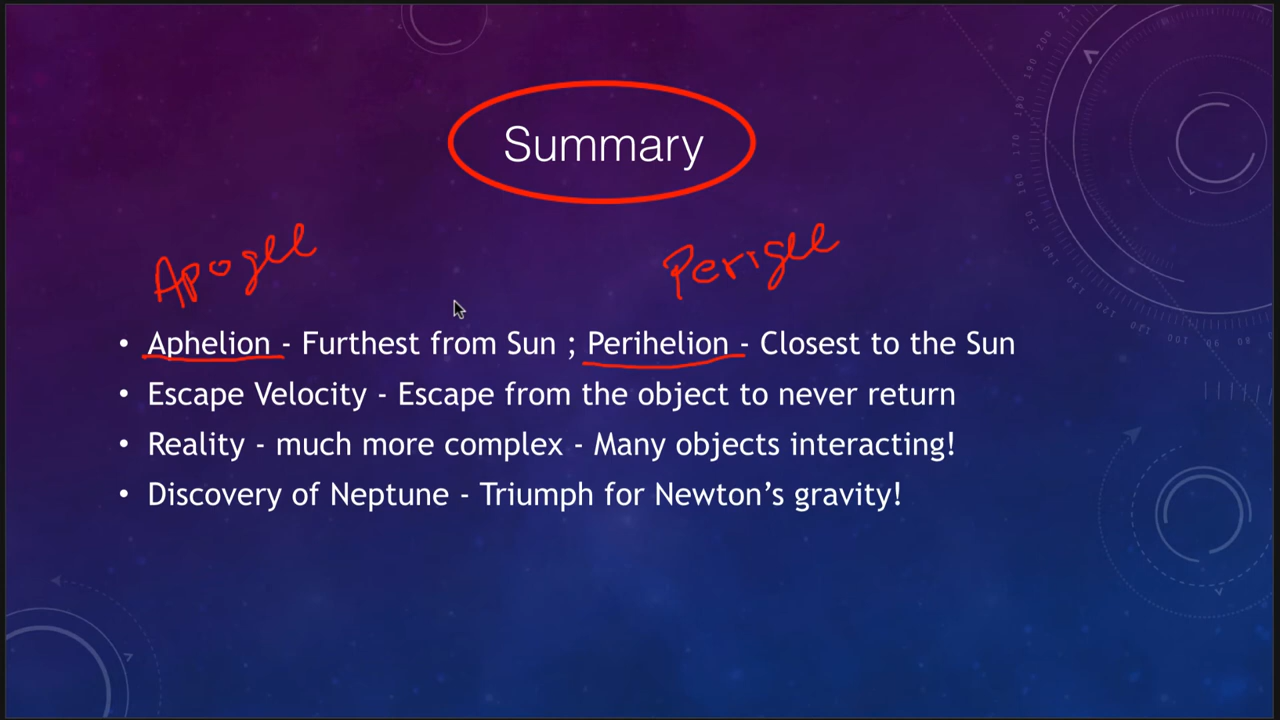 Summary
Apogee Perigee
• Aphelion - Furthest from Sun ; Perihelion - Closest to the Sun
• Escape Velocity - Escape from the object to never return
• Reality - much more complex - Many objects interacting!
• Discovery of Neptune - Triumph for Newton’s gravity!